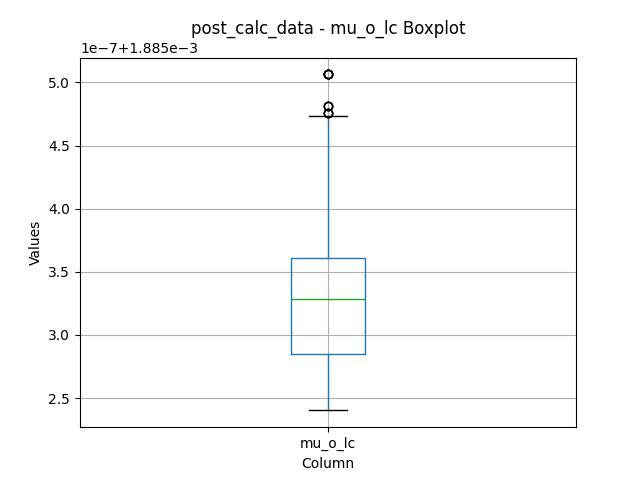 post_calc_data - mu_o_lc Boxplot
1e−7+1.885e−3
5.0
4.5
4.0
3.5
3.0
2.5
Values
mu_o_lc
Column